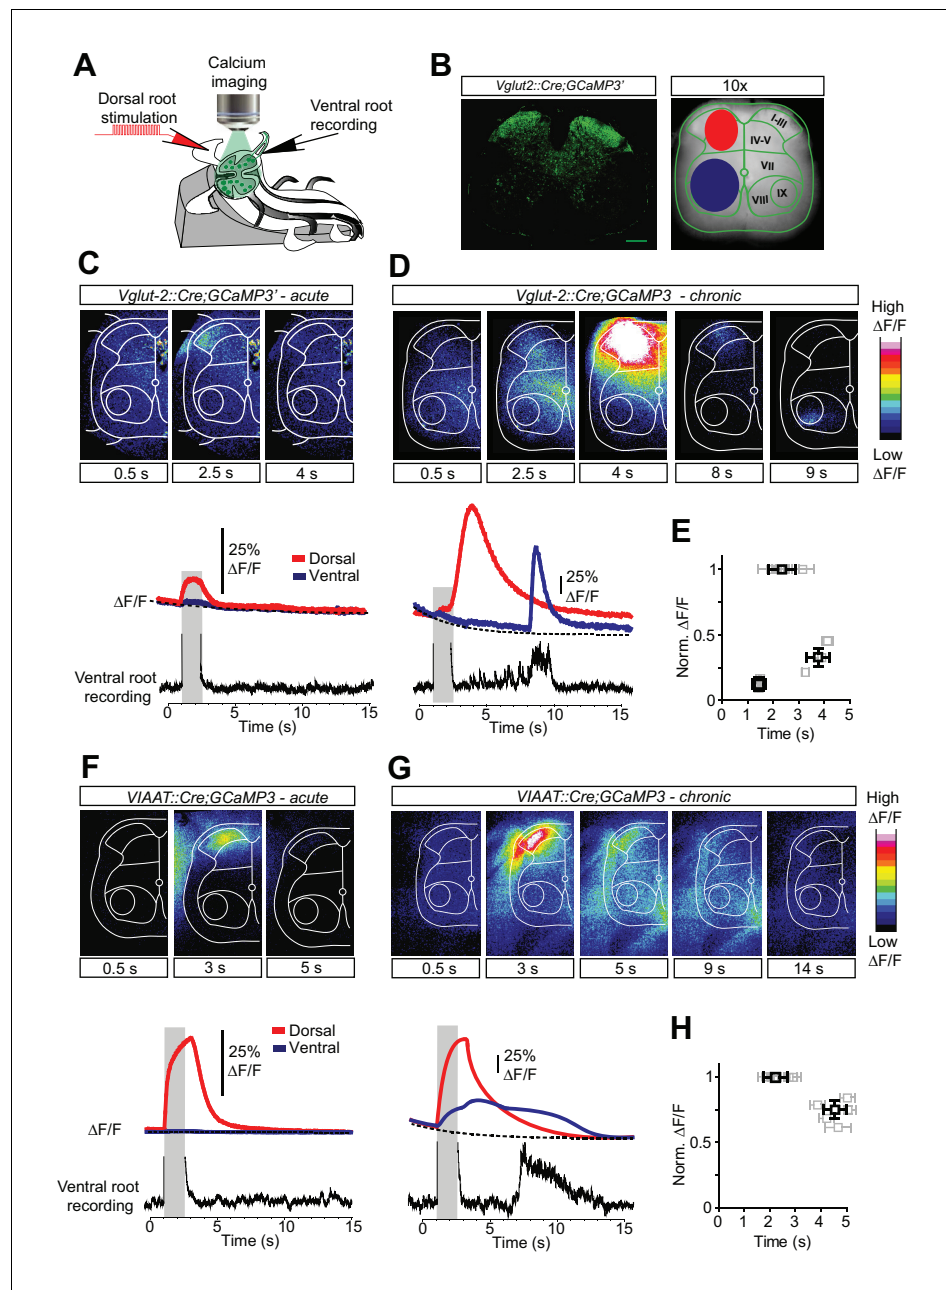 A
Calcium
imaging
Dorsal root
stimulation
Ventral root
recording
B
Vglut2::Cre;GCaMP3'
10x
I-III
IV-V
VII
VIII
IX
C
Vglut-2::Cre;GCaMP3' - acute
0.5 s
2.5 s
4 s
D
Vglut-2::Cre;GCaMP3 - chronic
0.5 s
2.5 s
4 s
8 s
9 s
High
ΔF/F
Low
ΔF/F
25%
ΔF/F
Dorsal
Ventral
ΔF/F
Ventral root
recording
0
5
10
15
Time (s)
25%
ΔF/F
0
5
10
15
Time (s)
E
Norm. ΔF/F
1
0.5
0
0 1 2 3 4 5
Time (s)
F
VIAAT::Cre;GCaMP3 - acute
0.5 s
3 s
5 s
G
VIAAT::Cre;GCaMP3 - chronic
0.5 s
3 s
5 s
9 s
14 s
High
ΔF/F
Low
ΔF/F
25%
ΔF/F
Dorsal
Ventral
ΔF/F
Ventral root
recording
0
5
10
15
Time (s)
25%
ΔF/F
0
5
10
15
Time (s)
H
Norm. ΔF/F
1
0.5
0
0 1 2 3 4 5
Time (s)